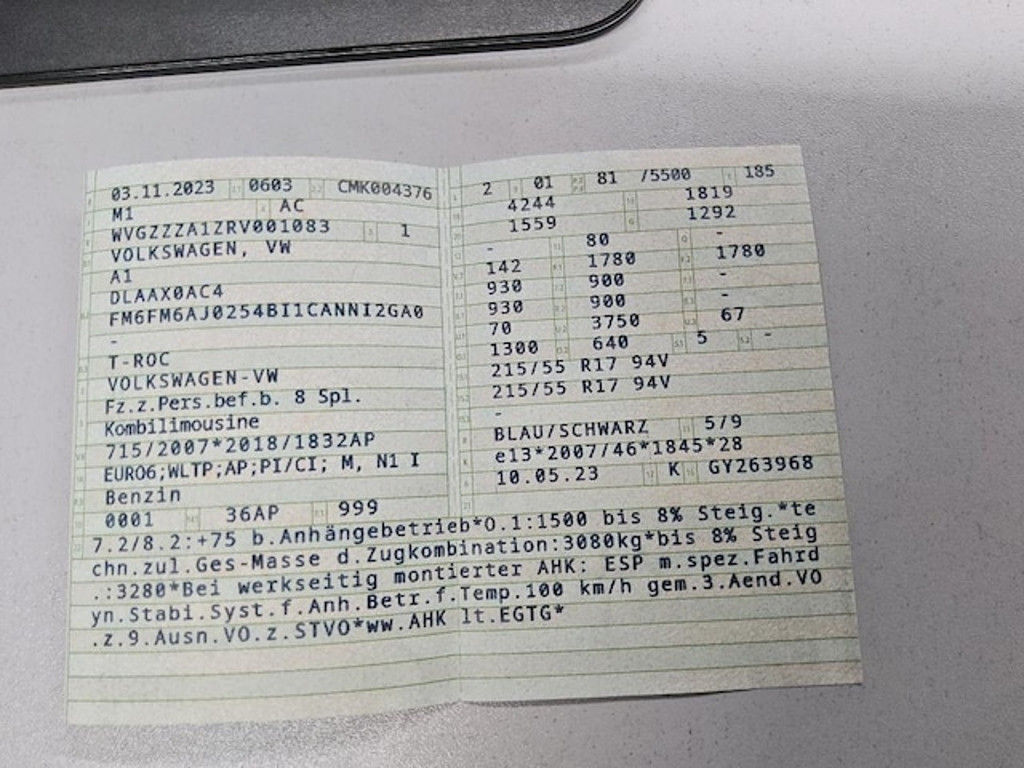 03.11.2023 0603 CMK004376
M1 AC
WVGZZZA1ZRV001083 1
VOLKSWAGEN, VW
A1
DLAAX0AC4
FM6FM6AJ0254BI1CANNI2GA0
-
T-ROC
VOLKSWAGEN-VW
Fz.z.Pers.bef.b. 8 Spl.
Kombilimousine
715/2007*2018/1832AP
EURO6;WLTP;AP;PI/CI; M, N1 I
Benzin
0001 36AP 999
2 01 81 /5500 185
4244 1819
1559 1292
- 80 -
142 1780 1780
930 900 -
930 900 -
70 3750 67
1300 640 5 -
215/55 R17 94V
215/55 R17 94V
-
BLAU/SCHWARZ 5/9
e13*2007/46*1845*28
10.05.23 K GY263968
7.2/8.2:+75 b.Anhängebetrieb*O.1:1500 bis 8% Steig.*te
chn.zul.Ges-Masse d.Zugkombination:3080kg*bis 8% Steig
.:3280*Bei werkseitig montierter AHK: ESP m.spez.Fahrd
yn.Stabi.Syst.f.Anh.Betr.f.Temp.100 km/h gem.3.Aend.VO
.z.9.Ausn.VO.z.STVO*ww.AHK lt.EGTG*